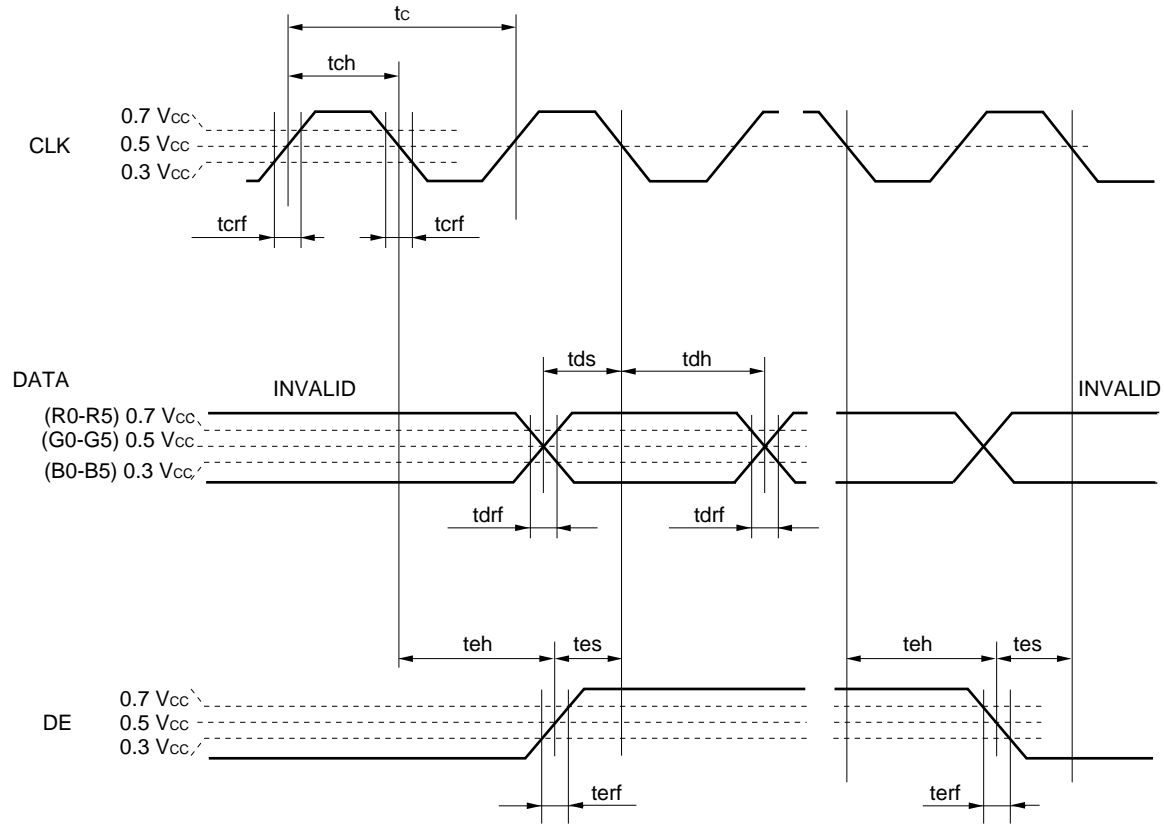 tc
tch
0.7 Vcc
CLK 0.5 Vcc
0.3 Vcc
tcrf tcrf
tds tdh
DATA
INVALID INVALID
(R0-R5) 0.7 Vcc
(G0-G5) 0.5 Vcc
(B0-B5) 0.3 Vcc
tdrf tdrf
teh tes teh tes
0.7 Vcc
DE 0.5 Vcc
0.3 Vcc
terf terf